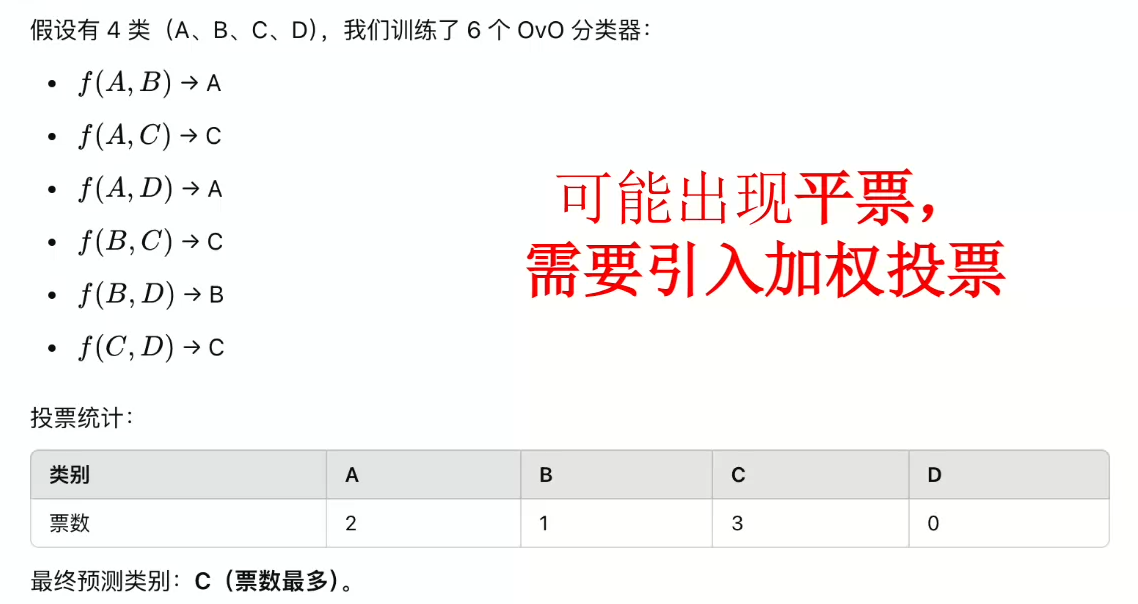 假设有 4 类（A、B、C、D），我们训练了 6 个 OvO 分类器：
• f(A, B) → A
• f(A, C) → C
• f(A, D) → A
• f(B, C) → C
• f(B, D) → B
• f(C, D) → C
可能出现平票，
需要引入加权投票
投票统计：
类别 A B C D
票数 2 1 3 0
最终预测类别：C（票数最多）。